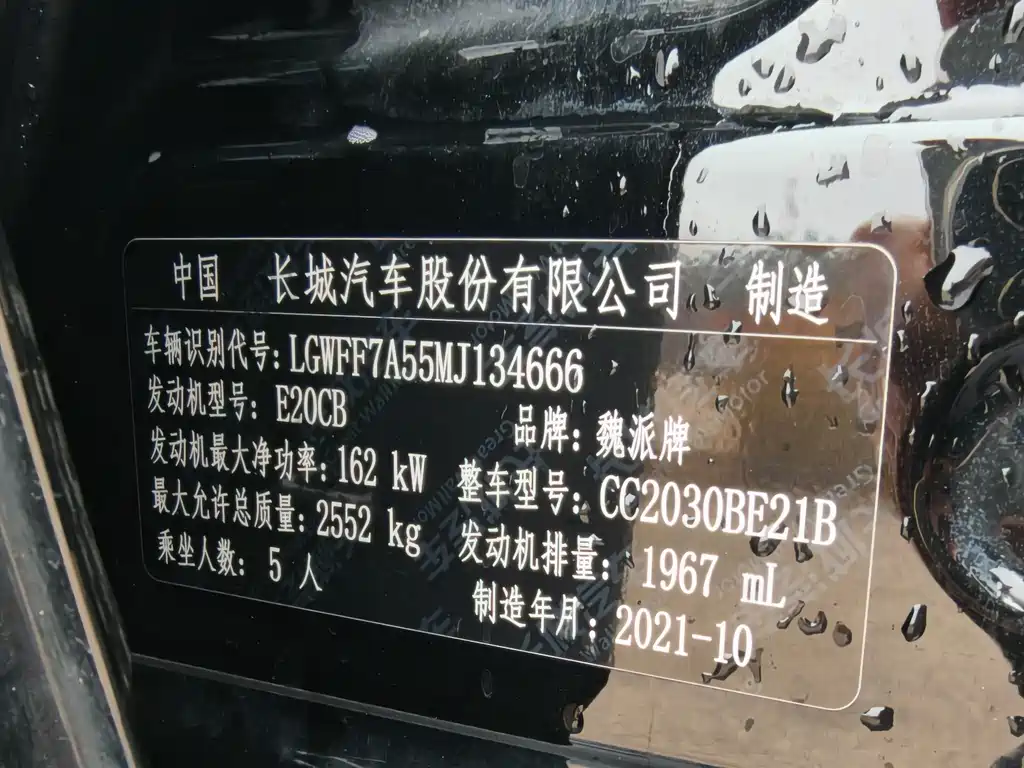 中国 长城汽车股份有限公司 制造
车辆识别代号: LGWFF7A55MJ134666
发动机型号: E20CB
品牌: 魏派牌
发动机最大净功率: 162 kW
整车型号: CC2030BE21B
最大允许总质量: 2552 kg
发动机排量: 1967 mL
乘坐人数: 5 人
制造年月: 2021-10